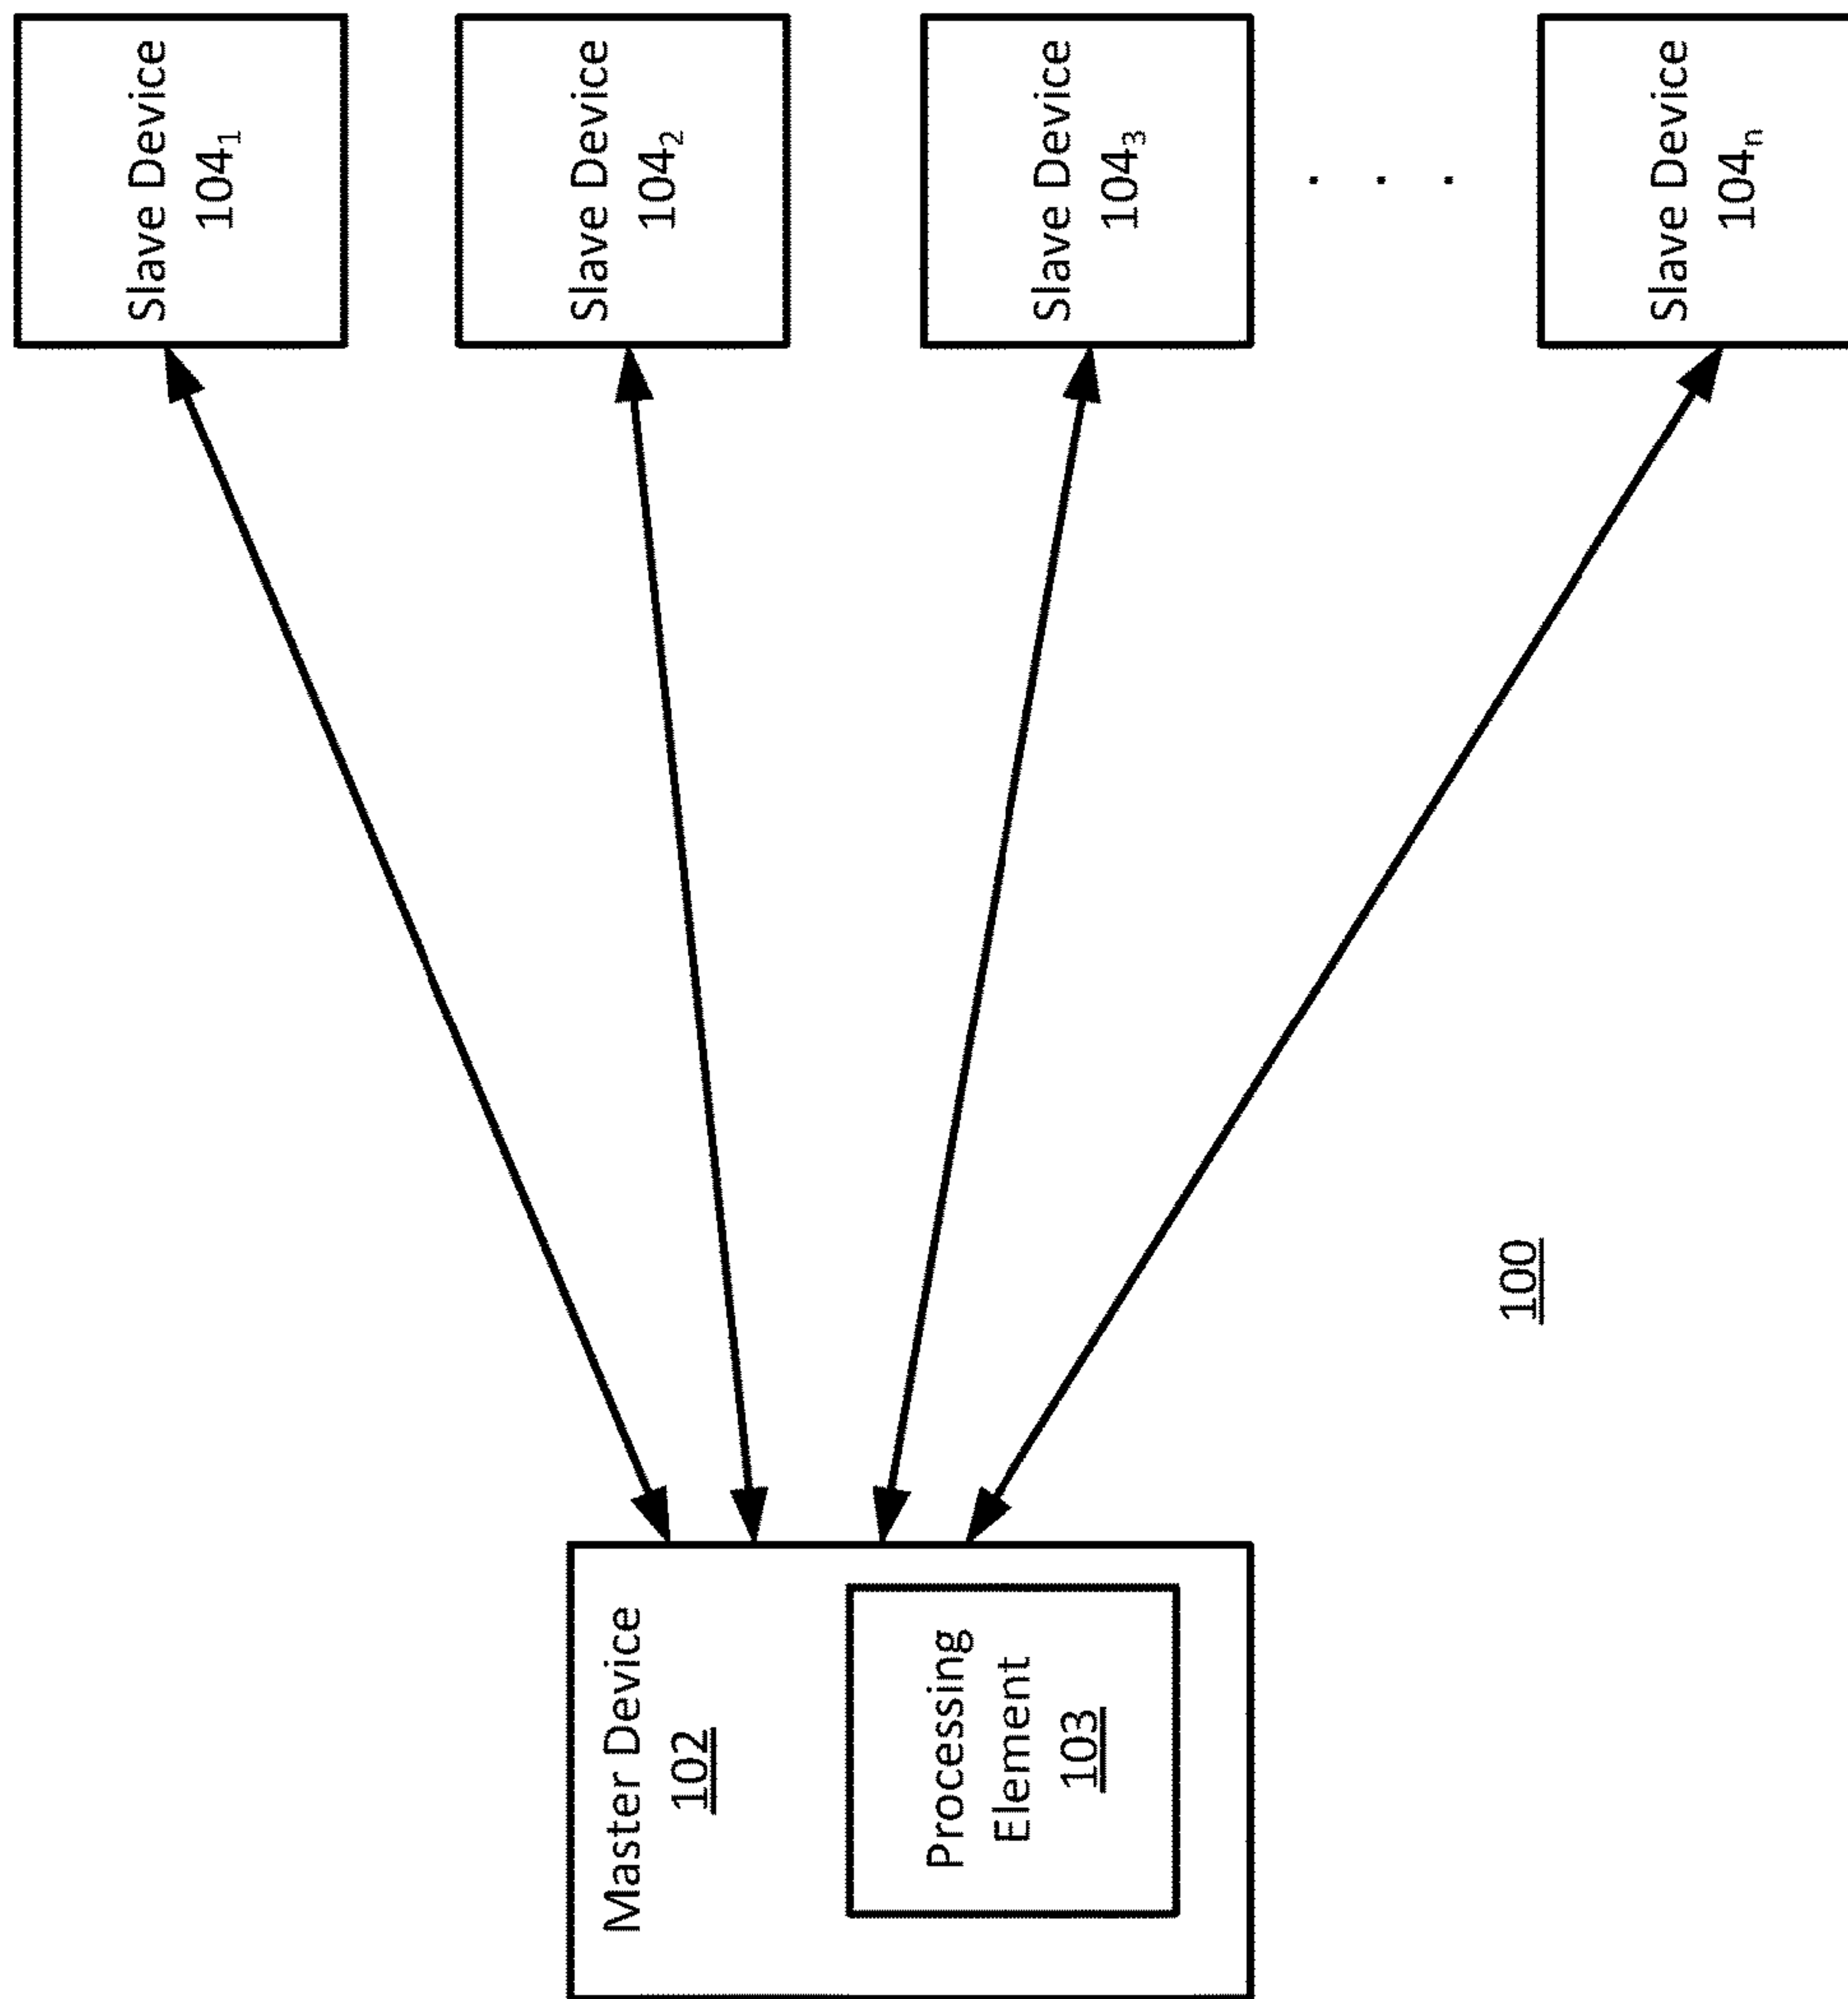 Master Device
102
Processing
Element
103
Slave Device
104₁
Slave Device
104₂
Slave Device
104₃
. . .
Slave Device
104ₙ
100